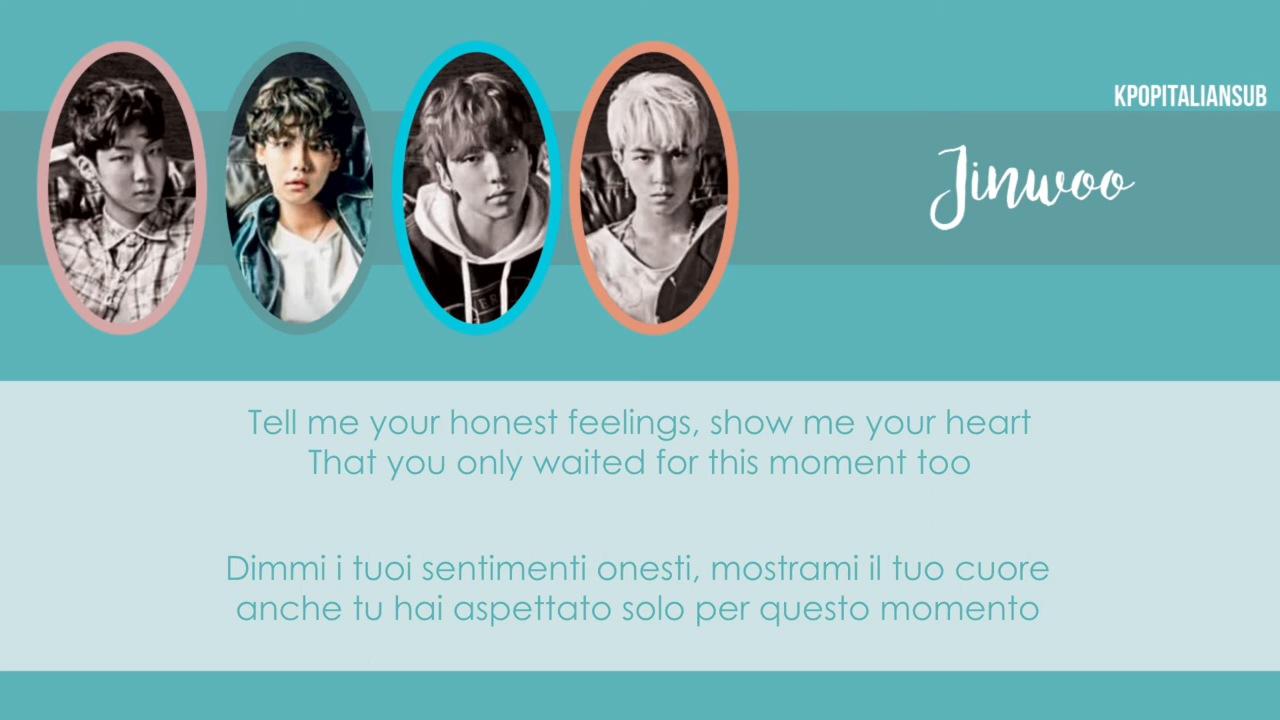 KPOPITALIANSUB
Jinwoo
Tell me your honest feelings, show me your heart
That you only waited for this moment too
Dimmi i tuoi sentimenti onesti, mostrami il tuo cuore
anche tu hai aspettato solo per questo momento